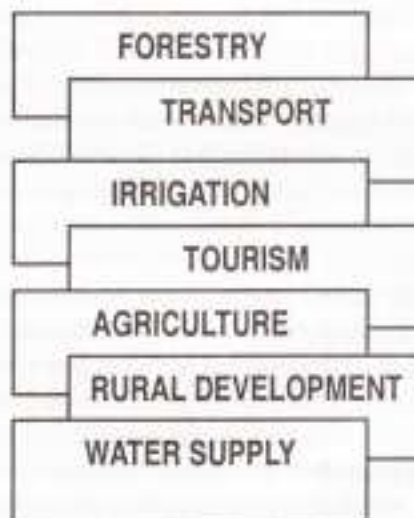 FORESTRY
TRANSPORT
IRRIGATION
TOURISM
AGRICULTURE
RURAL DEVELOPMENT
WATER SUPPLY